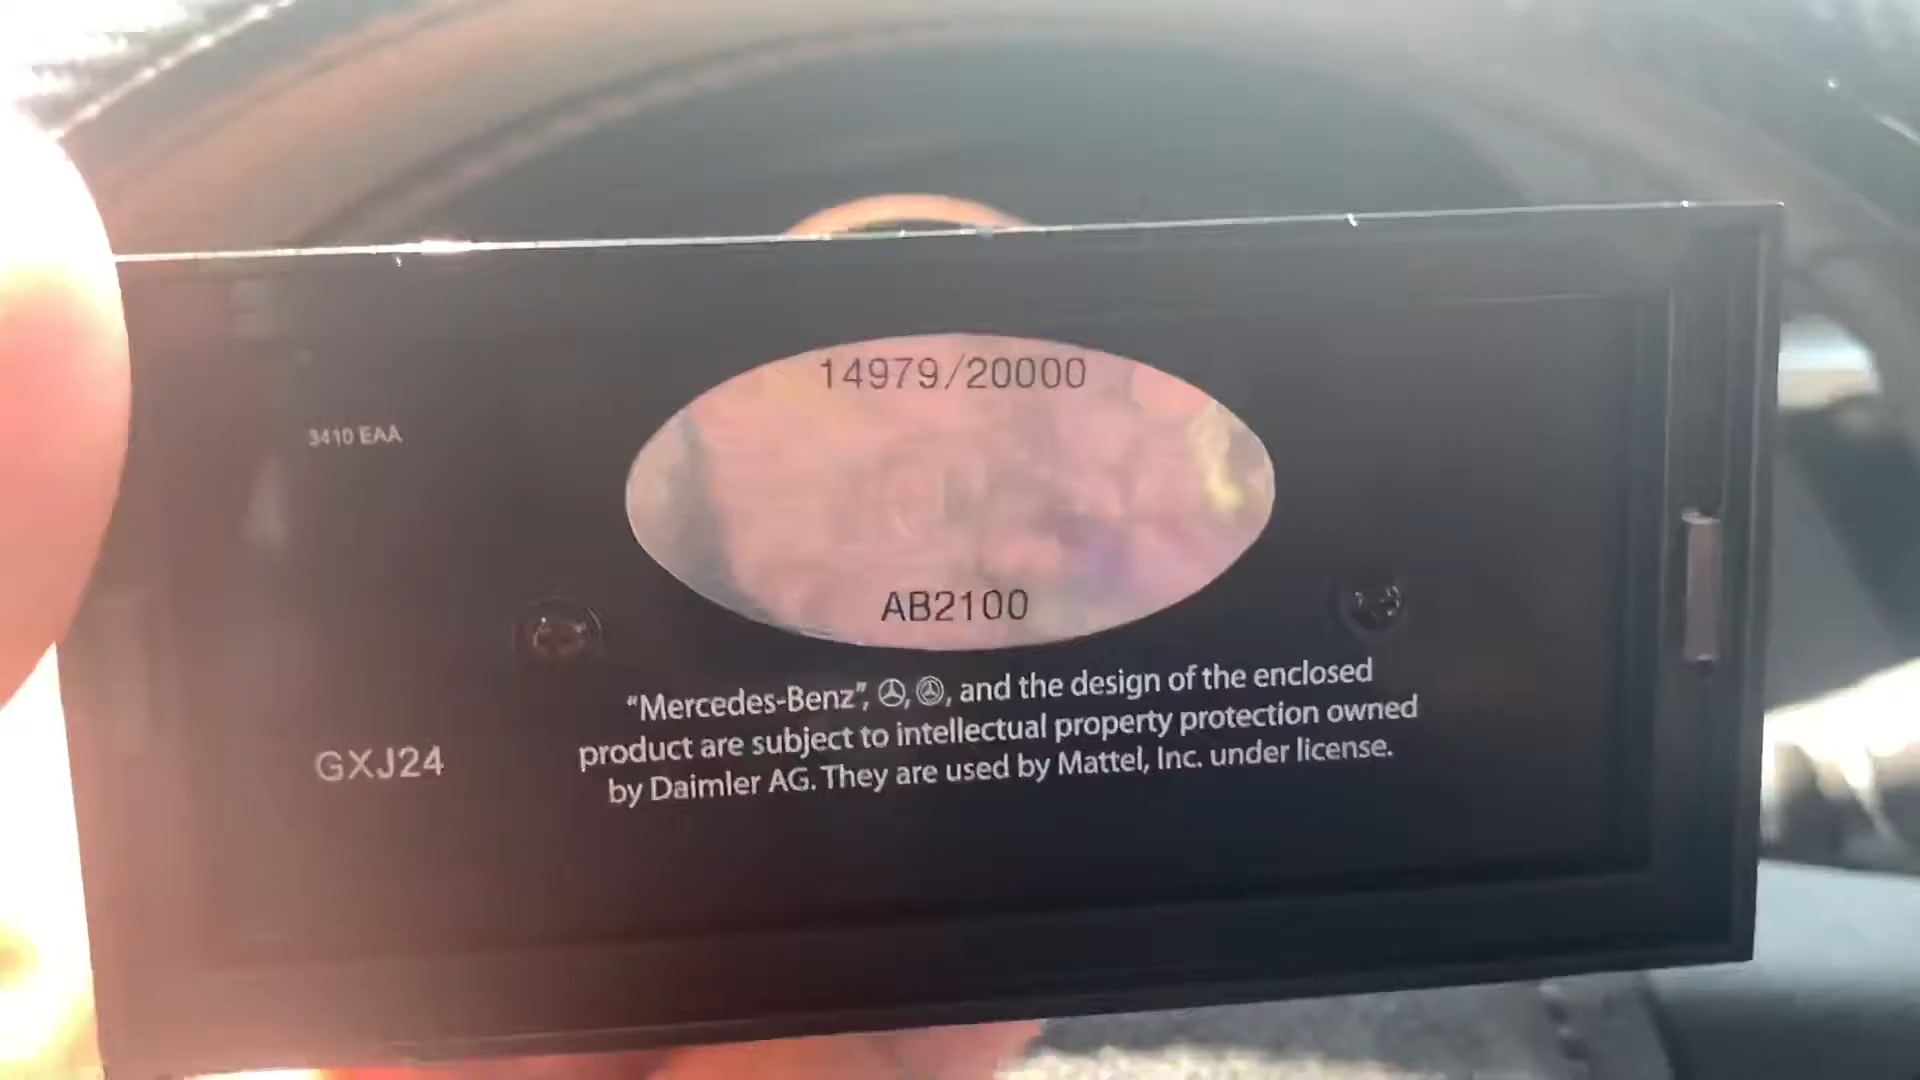 14979/20000
3410 EAA
AB2100
"Mercedes-Benz", , , and the design of the enclosed
product are subject to intellectual property protection owned
by Daimler AG. They are used by Mattel, Inc. under license.
GXJ24